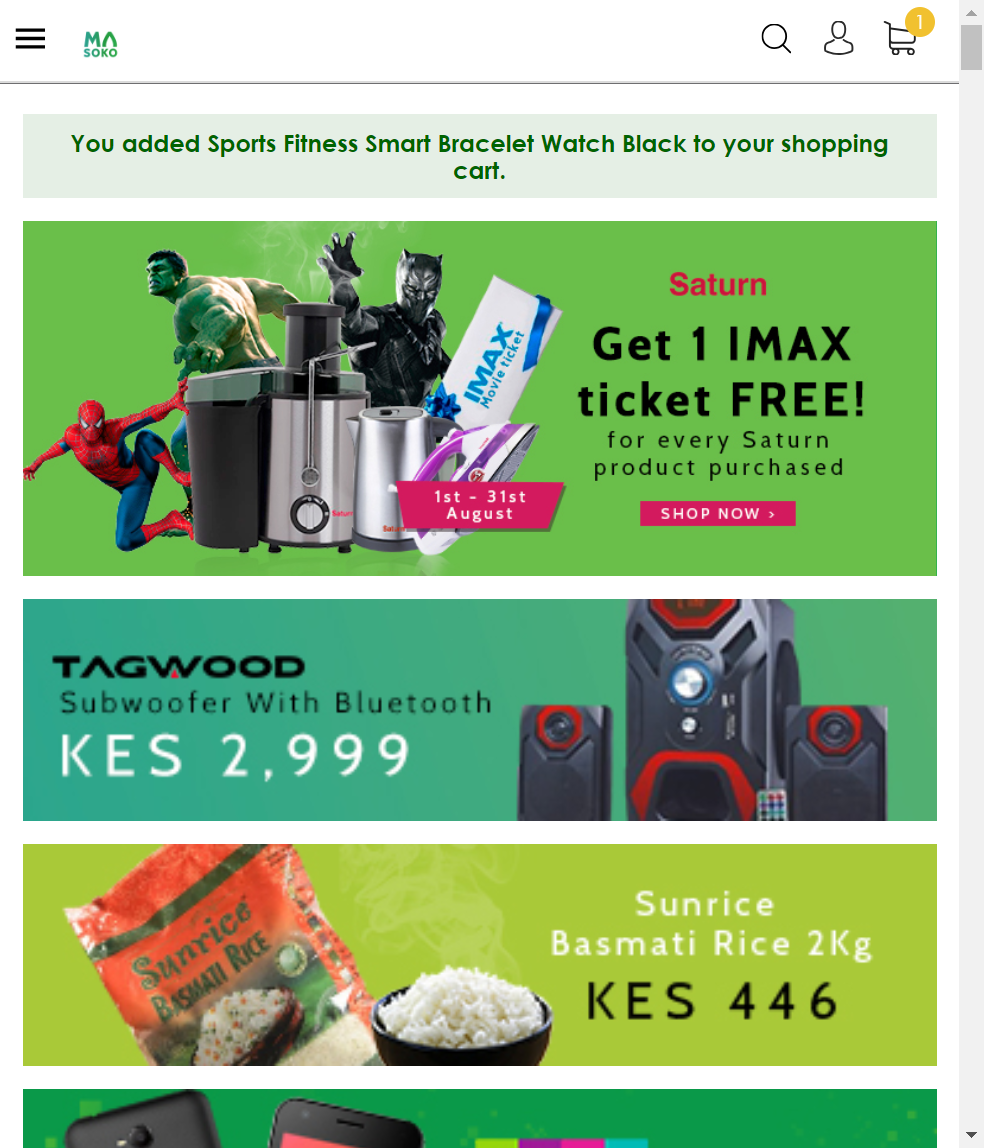 MA
SOKO
1
You added Sports Fitness Smart Bracelet Watch Black to your shopping
cart.
Saturn
Get 1 IMAX
ticket FREE!
for every Saturn
product purchased
SHOP NOW >
IMAX
Movie ticket
1st - 31st
August
Saturn
Saturn
TAGWOOD
Subwoofer With Bluetooth
KES 2,999
Sunrice
BASMATI RICE
Sunrice
Basmati Rice 2Kg
KES 446